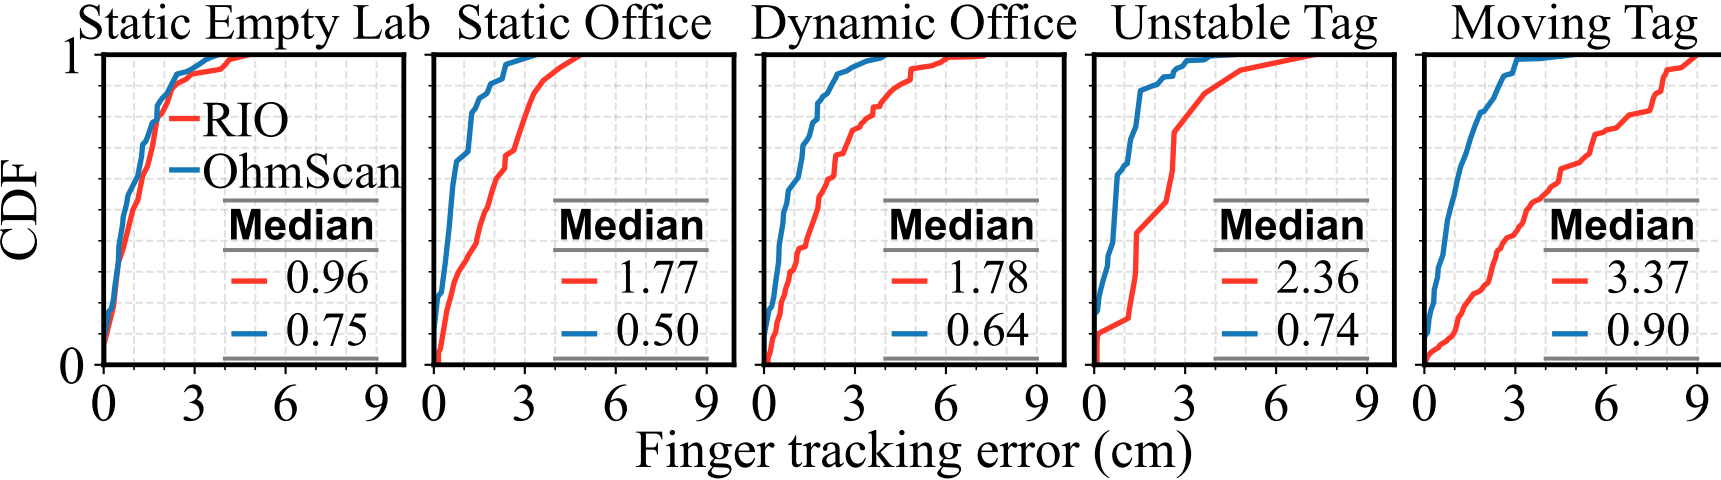 Static Empty Lab
Static Office
Dynamic Office
Unstable Tag
Moving Tag
CDF
1
0
RIO
OhmScan
Median
0.96
0.75
0 3 6 9
Median
1.77
0.50
0 3 6 9
Median
1.78
0.64
0 3 6 9
Median
2.36
0.74
0 3 6 9
Median
3.37
0.90
0 3 6 9
Finger tracking error (cm)